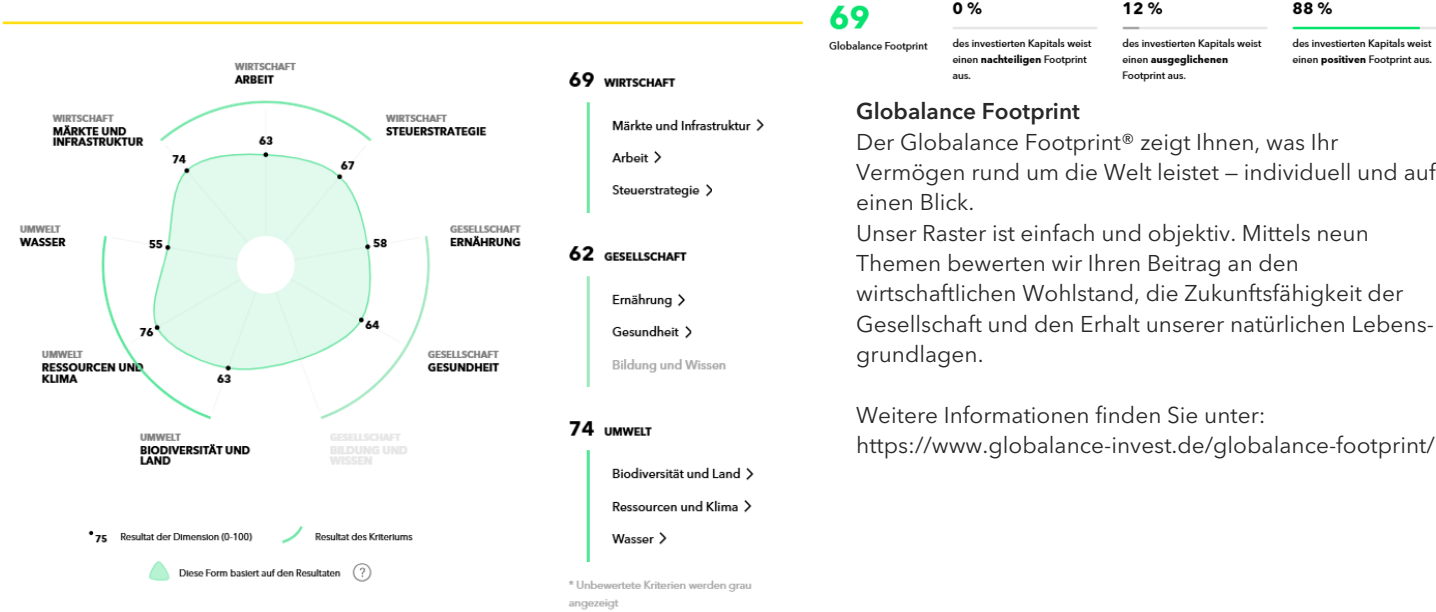 WIRTSCHAFT
ARBEIT
WIRTSCHAFT
MÄRKTE UND
INFRASTRUKTUR
WIRTSCHAFT
STEUERSTRATEGIE
63
74
67
UMWELT
WASSER
55
58
GESELLSCHAFT
ERNÄHRUNG
76
64
UMWELT
RESSOURCEN UND
KLIMA
63
GESELLSCHAFT
GESUNDHEIT
UMWELT
BIODIVERSITÄT UND
LAND
GESELLSCHAFT
BILDUNG UND
WISSEN
75 Resultat der Dimension (0-100)
Resultat des Kriteriums
Diese Form basiert auf den Resultaten ?
69 WIRTSCHAFT
Märkte und Infrastruktur >
Arbeit >
Steuerstrategie >
62 GESELLSCHAFT
Ernährung >
Gesundheit >
Bildung und Wissen
74 UMWELT
Biodiversität und Land >
Ressourcen und Klima >
Wasser >
* Unbewertete Kriterien werden grau
angezeigt
69
Globalance Footprint
0 %
des investierten Kapitals weist
einen nachteiligen Footprint
aus.
12 %
des investierten Kapitals weist
einen ausgeglichenen
Footprint aus.
88 %
des investierten Kapitals weist
einen positiven Footprint aus.
Globalance Footprint
Der Globalance Footprint® zeigt Ihnen, was Ihr
Vermögen rund um die Welt leistet – individuell und auf
einen Blick.
Unser Raster ist einfach und objektiv. Mittels neun
Themen bewerten wir Ihren Beitrag an den
wirtschaftlichen Wohlstand, die Zukunftsfähigkeit der
Gesellschaft und den Erhalt unserer natürlichen Lebens-
grundlagen.
Weitere Informationen finden Sie unter:
https://www.globalance-invest.de/globalance-footprint/